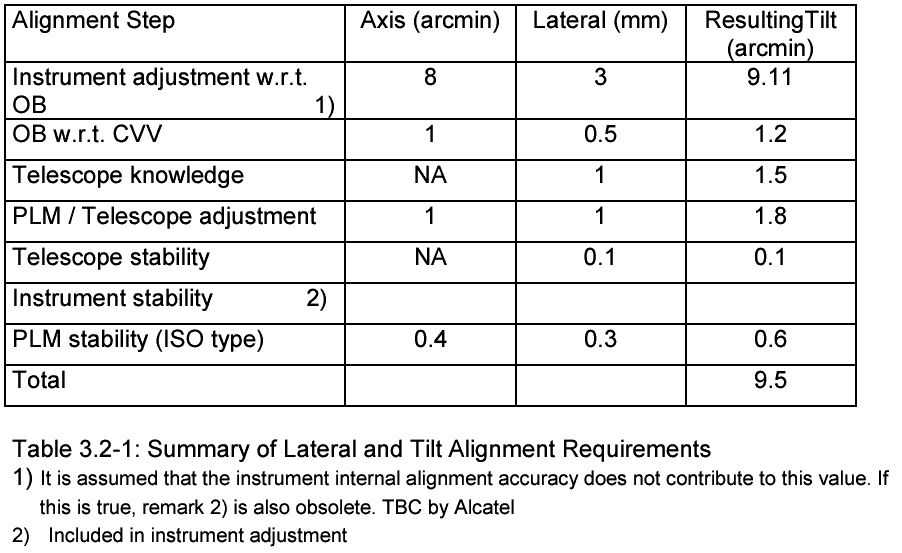 Alignment Step Axis (arcmin) Lateral (mm) ResultingTilt
(arcmin)
Instrument adjustment w.r.t. 8 3 9.11
OB 1)
OB w.r.t. CVV 1 0.5 1.2
Telescope knowledge NA 1 1.5
PLM / Telescope adjustment 1 1 1.8
Telescope stability NA 0.1 0.1
Instrument stability 2)
PLM stability (ISO type) 0.4 0.3 0.6
Total 9.5
Table 3.2-1: Summary of Lateral and Tilt Alignment Requirements
1) It is assumed that the instrument internal alignment accuracy does not contribute to this value. If
this is true, remark 2) is also obsolete. TBC by Alcatel
2) Included in instrument adjustment